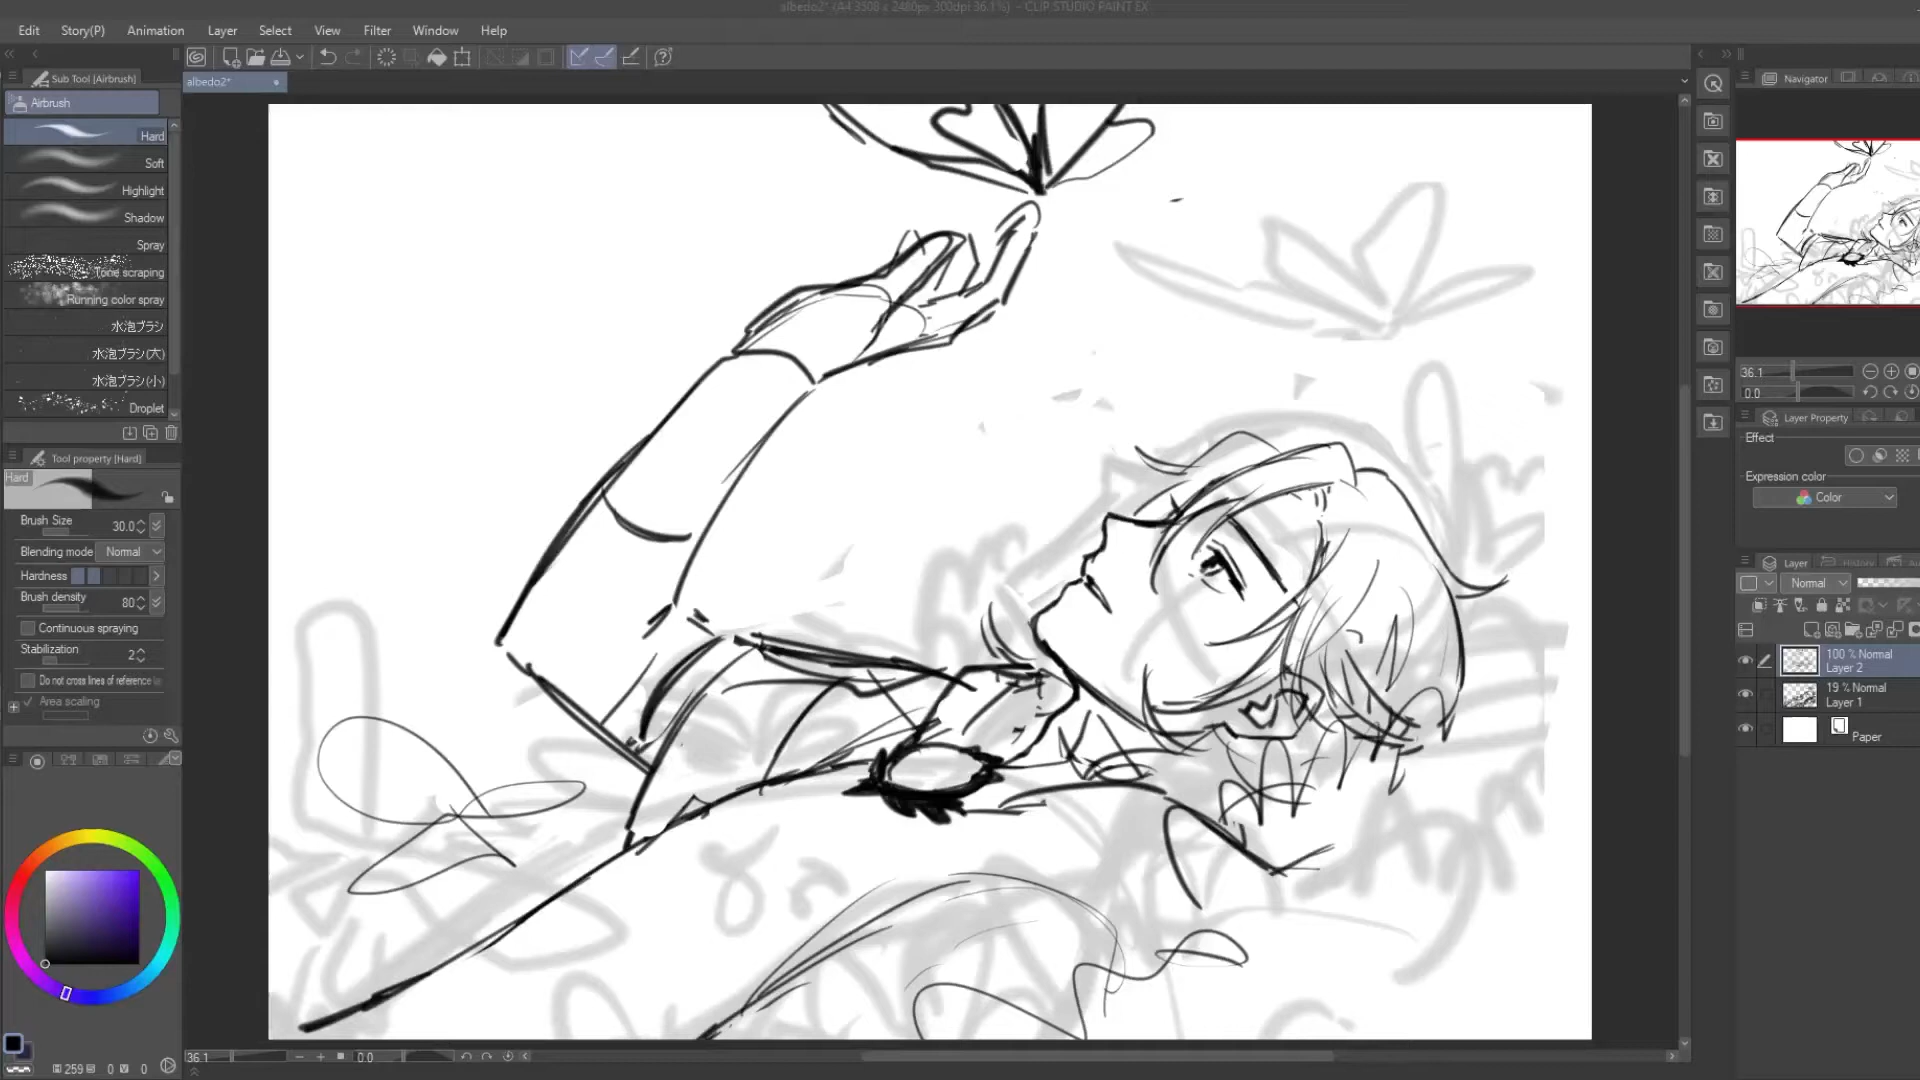 albedo2* (A4 3508 x 2480px 300dpi 36.1%) - CLIP STUDIO PAINT EX
Edit Story(P) Animation Layer Select View Filter Window Help
Sub Tool [Airbrush]
albedo2*
Navigator
Airbrush
Hard
Soft
Highlight
Shadow
Spray
Tone scraping
Running color spray
水泡ブラシ
水泡ブラシ(大)
水泡ブラシ(小)
Droplet
Tool property [Hard]
Hard
Brush Size 30.0
Blending mode Normal
Hardness
Brush density 80
Continuous spraying
Stabilization 2
Do not cross lines of reference
Area scaling
259 0 0
36.1 0.0
36.1
0.0
Layer Property
Effect
Expression color
Color
Layer History
Normal
100 % Normal
Layer 2
19 % Normal
Layer 1
Paper